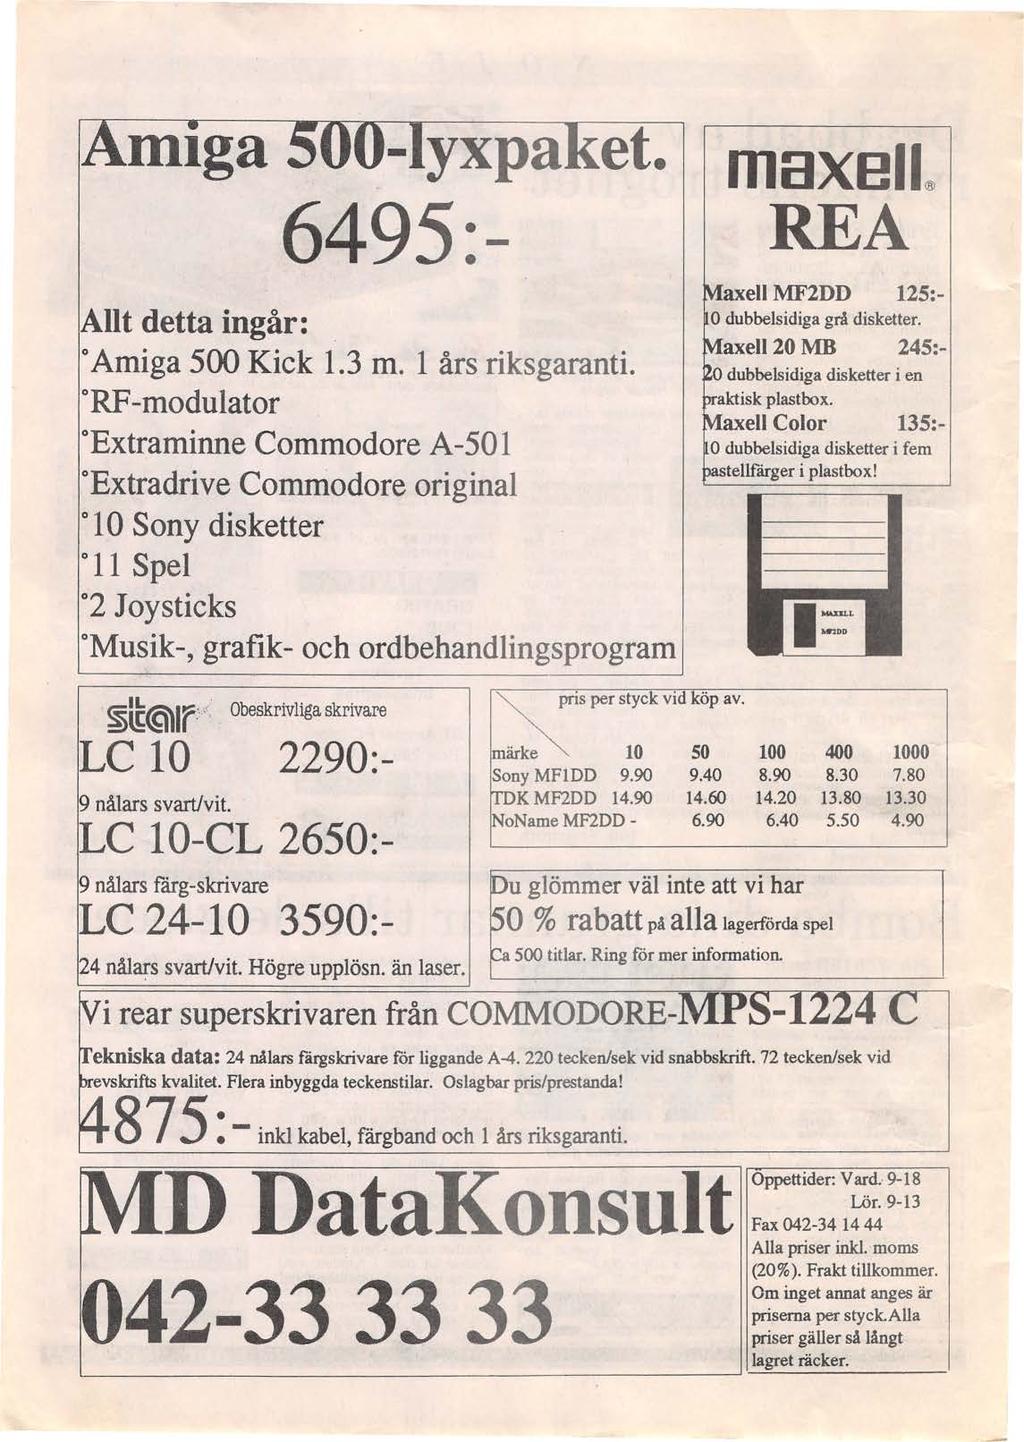 Amiga 500-lyxpaket.
6495:-
Allt detta ingår:
°Amiga 500 Kick 1.3 m. 1 års riksgaranti.
°RF-modulator
°Extraminne Commodore A-501
°Extradrive Commodore original
°10 Sony disketter
°11 Spel
°2 Joysticks
°Musik-, grafik- och ordbehandlingsprogram
maxell®
REA
Maxell MF2DD 125:-
10 dubbelsidiga grå disketter.
Maxell 20 MB 245:-
20 dubbelsidiga disketter i en
praktisk plastbox.
Maxell Color 135:-
10 dubbelsidiga disketter i fem
pastellfärger i plastbox!
MAXELL
MF2DD
star Obeskrivliga skrivare
LC 10 2290:-
9 nålars svart/vit.
LC 10-CL 2650:-
9 nålars färg-skrivare
LC 24-10 3590:-
24 nålars svart/vit. Högre upplösn. än laser.
pris per styck vid köp av.
märke 10 50 100 400 1000
Sony MF1DD 9.90 9.40 8.90 8.30 7.80
TDK MF2DD 14.90 14.60 14.20 13.80 13.30
NoName MF2DD - 6.90 6.40 5.50 4.90
Du glömmer väl inte att vi har
50 % rabatt på alla lagerförda spel
Ca 500 titlar. Ring för mer information.
Vi rear superskrivaren från COMMODORE-MPS-1224 C
Tekniska data: 24 nålars färgskrivare för liggande A-4. 220 tecken/sek vid snabbskrift. 72 tecken/sek vid
brevskrifts kvalitet. Flera inbyggda teckenstilar. Oslagbar pris/prestanda!
4875:- inkl kabel, färgband och 1 års riksgaranti.
MD DataKonsult
042-33 33 33
Öppettider: Vard. 9-18
Lör. 9-13
Fax 042-34 14 44
Alla priser inkl. moms
(20%). Frakt tillkommer.
Om inget annat anges är
priserna per styck.Alla
priser gäller så långt
lagret räcker.